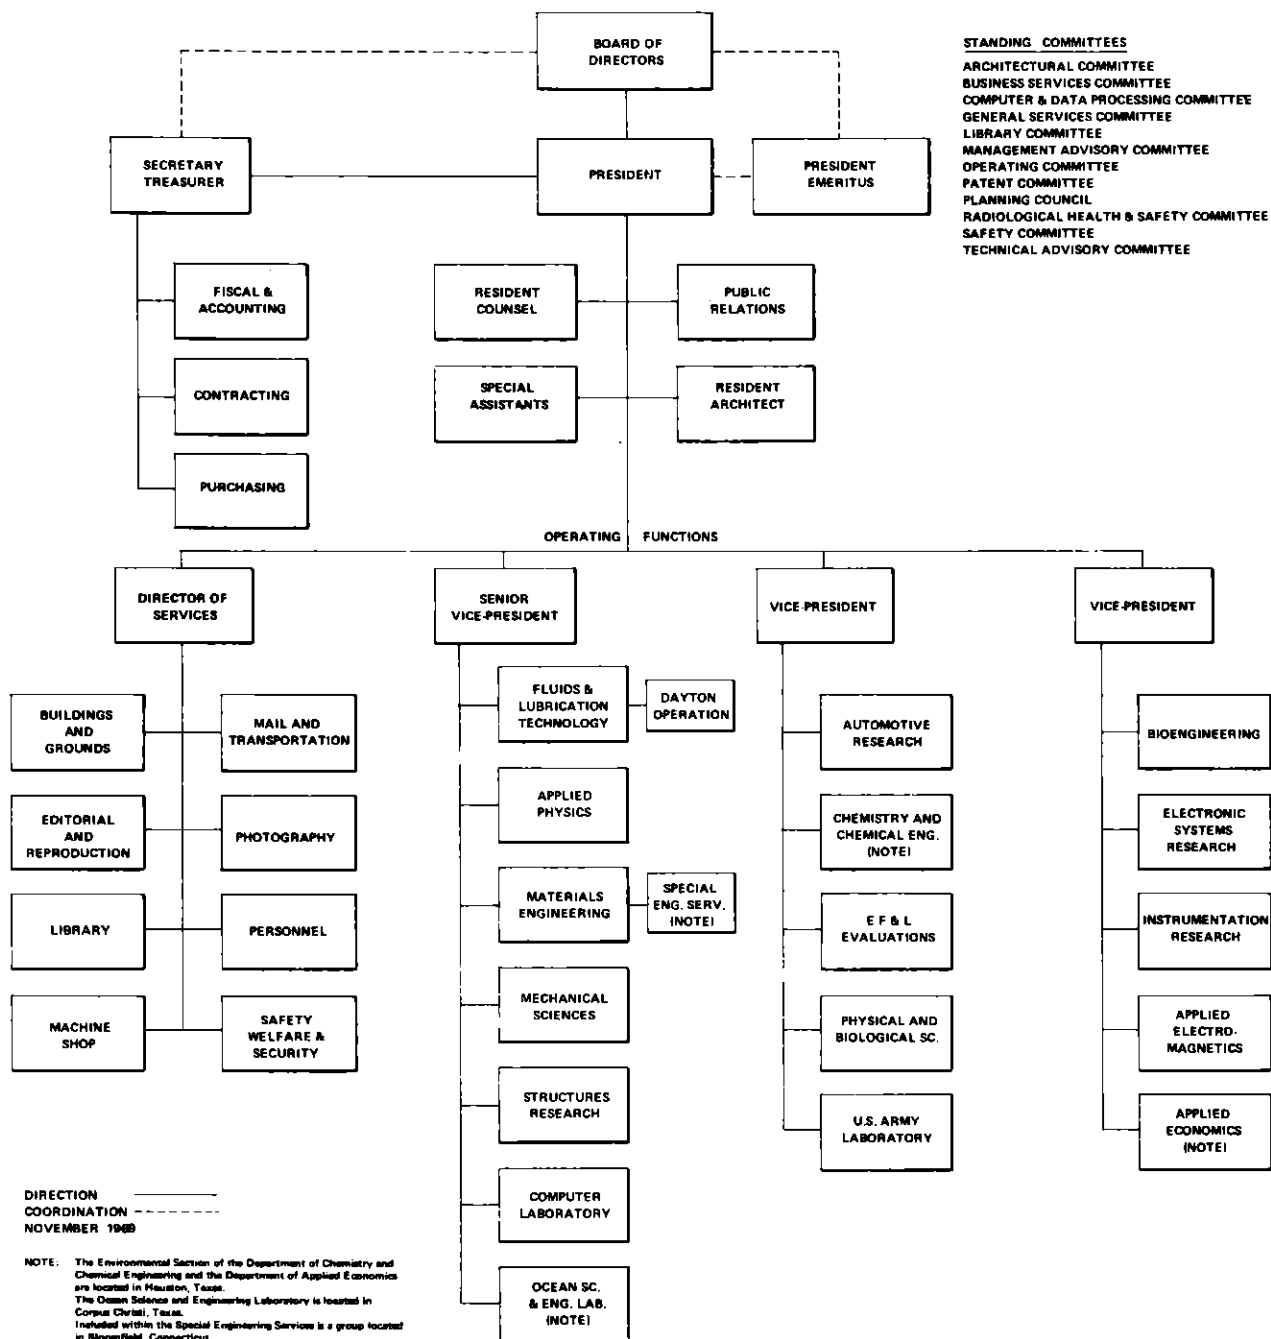 BOARD OF
DIRECTORS
STANDING COMMITTEES
ARCHITECTURAL COMMITTEE
BUSINESS SERVICES COMMITTEE
COMPUTER & DATA PROCESSING COMMITTEE
GENERAL SERVICES COMMITTEE
LIBRARY COMMITTEE
MANAGEMENT ADVISORY COMMITTEE
OPERATING COMMITTEE
PATENT COMMITTEE
PLANNING COUNCIL
RADIOLOGICAL HEALTH & SAFETY COMMITTEE
SAFETY COMMITTEE
TECHNICAL ADVISORY COMMITTEE
SECRETARY
TREASURER
PRESIDENT
PRESIDENT
EMERITUS
FISCAL &
ACCOUNTING
RESIDENT
COUNSEL
PUBLIC
RELATIONS
CONTRACTING
SPECIAL
ASSISTANTS
RESIDENT
ARCHITECT
PURCHASING
OPERATING FUNCTIONS
DIRECTOR OF
SERVICES
SENIOR
VICE-PRESIDENT
VICE-PRESIDENT
VICE-PRESIDENT
BUILDINGS
AND
GROUNDS
MAIL AND
TRANSPORTATION
EDITORIAL
AND
REPRODUCTION
PHOTOGRAPHY
LIBRARY
PERSONNEL
MACHINE
SHOP
SAFETY
WELFARE &
SECURITY
FLUIDS &
LUBRICATION
TECHNOLOGY
DAYTON
OPERATION
APPLIED
PHYSICS
MATERIALS
ENGINEERING
SPECIAL
ENG. SERV.
(NOTE)
MECHANICAL
SCIENCES
STRUCTURES
RESEARCH
COMPUTER
LABORATORY
OCEAN SC.
& ENG. LAB.
(NOTE)
AUTOMOTIVE
RESEARCH
CHEMISTRY AND
CHEMICAL ENG.
(NOTE)
E F & L
EVALUATIONS
PHYSICAL AND
BIOLOGICAL SC.
U.S. ARMY
LABORATORY
BIOENGINEERING
ELECTRONIC
SYSTEMS
RESEARCH
INSTRUMENTATION
RESEARCH
APPLIED
ELECTRO-
MAGNETICS
APPLIED
ECONOMICS
(NOTE)
DIRECTION
COORDINATION
NOVEMBER 1969
NOTE: The Environmental Section of the Department of Chemistry and
Chemical Engineering and the Department of Applied Economics
are located in Houston, Texas.
The Ocean Science and Engineering Laboratory is located in
Corpus Christi, Texas.
Included within the Special Engineering Services is a group located
in Bloomfield, Connecticut.